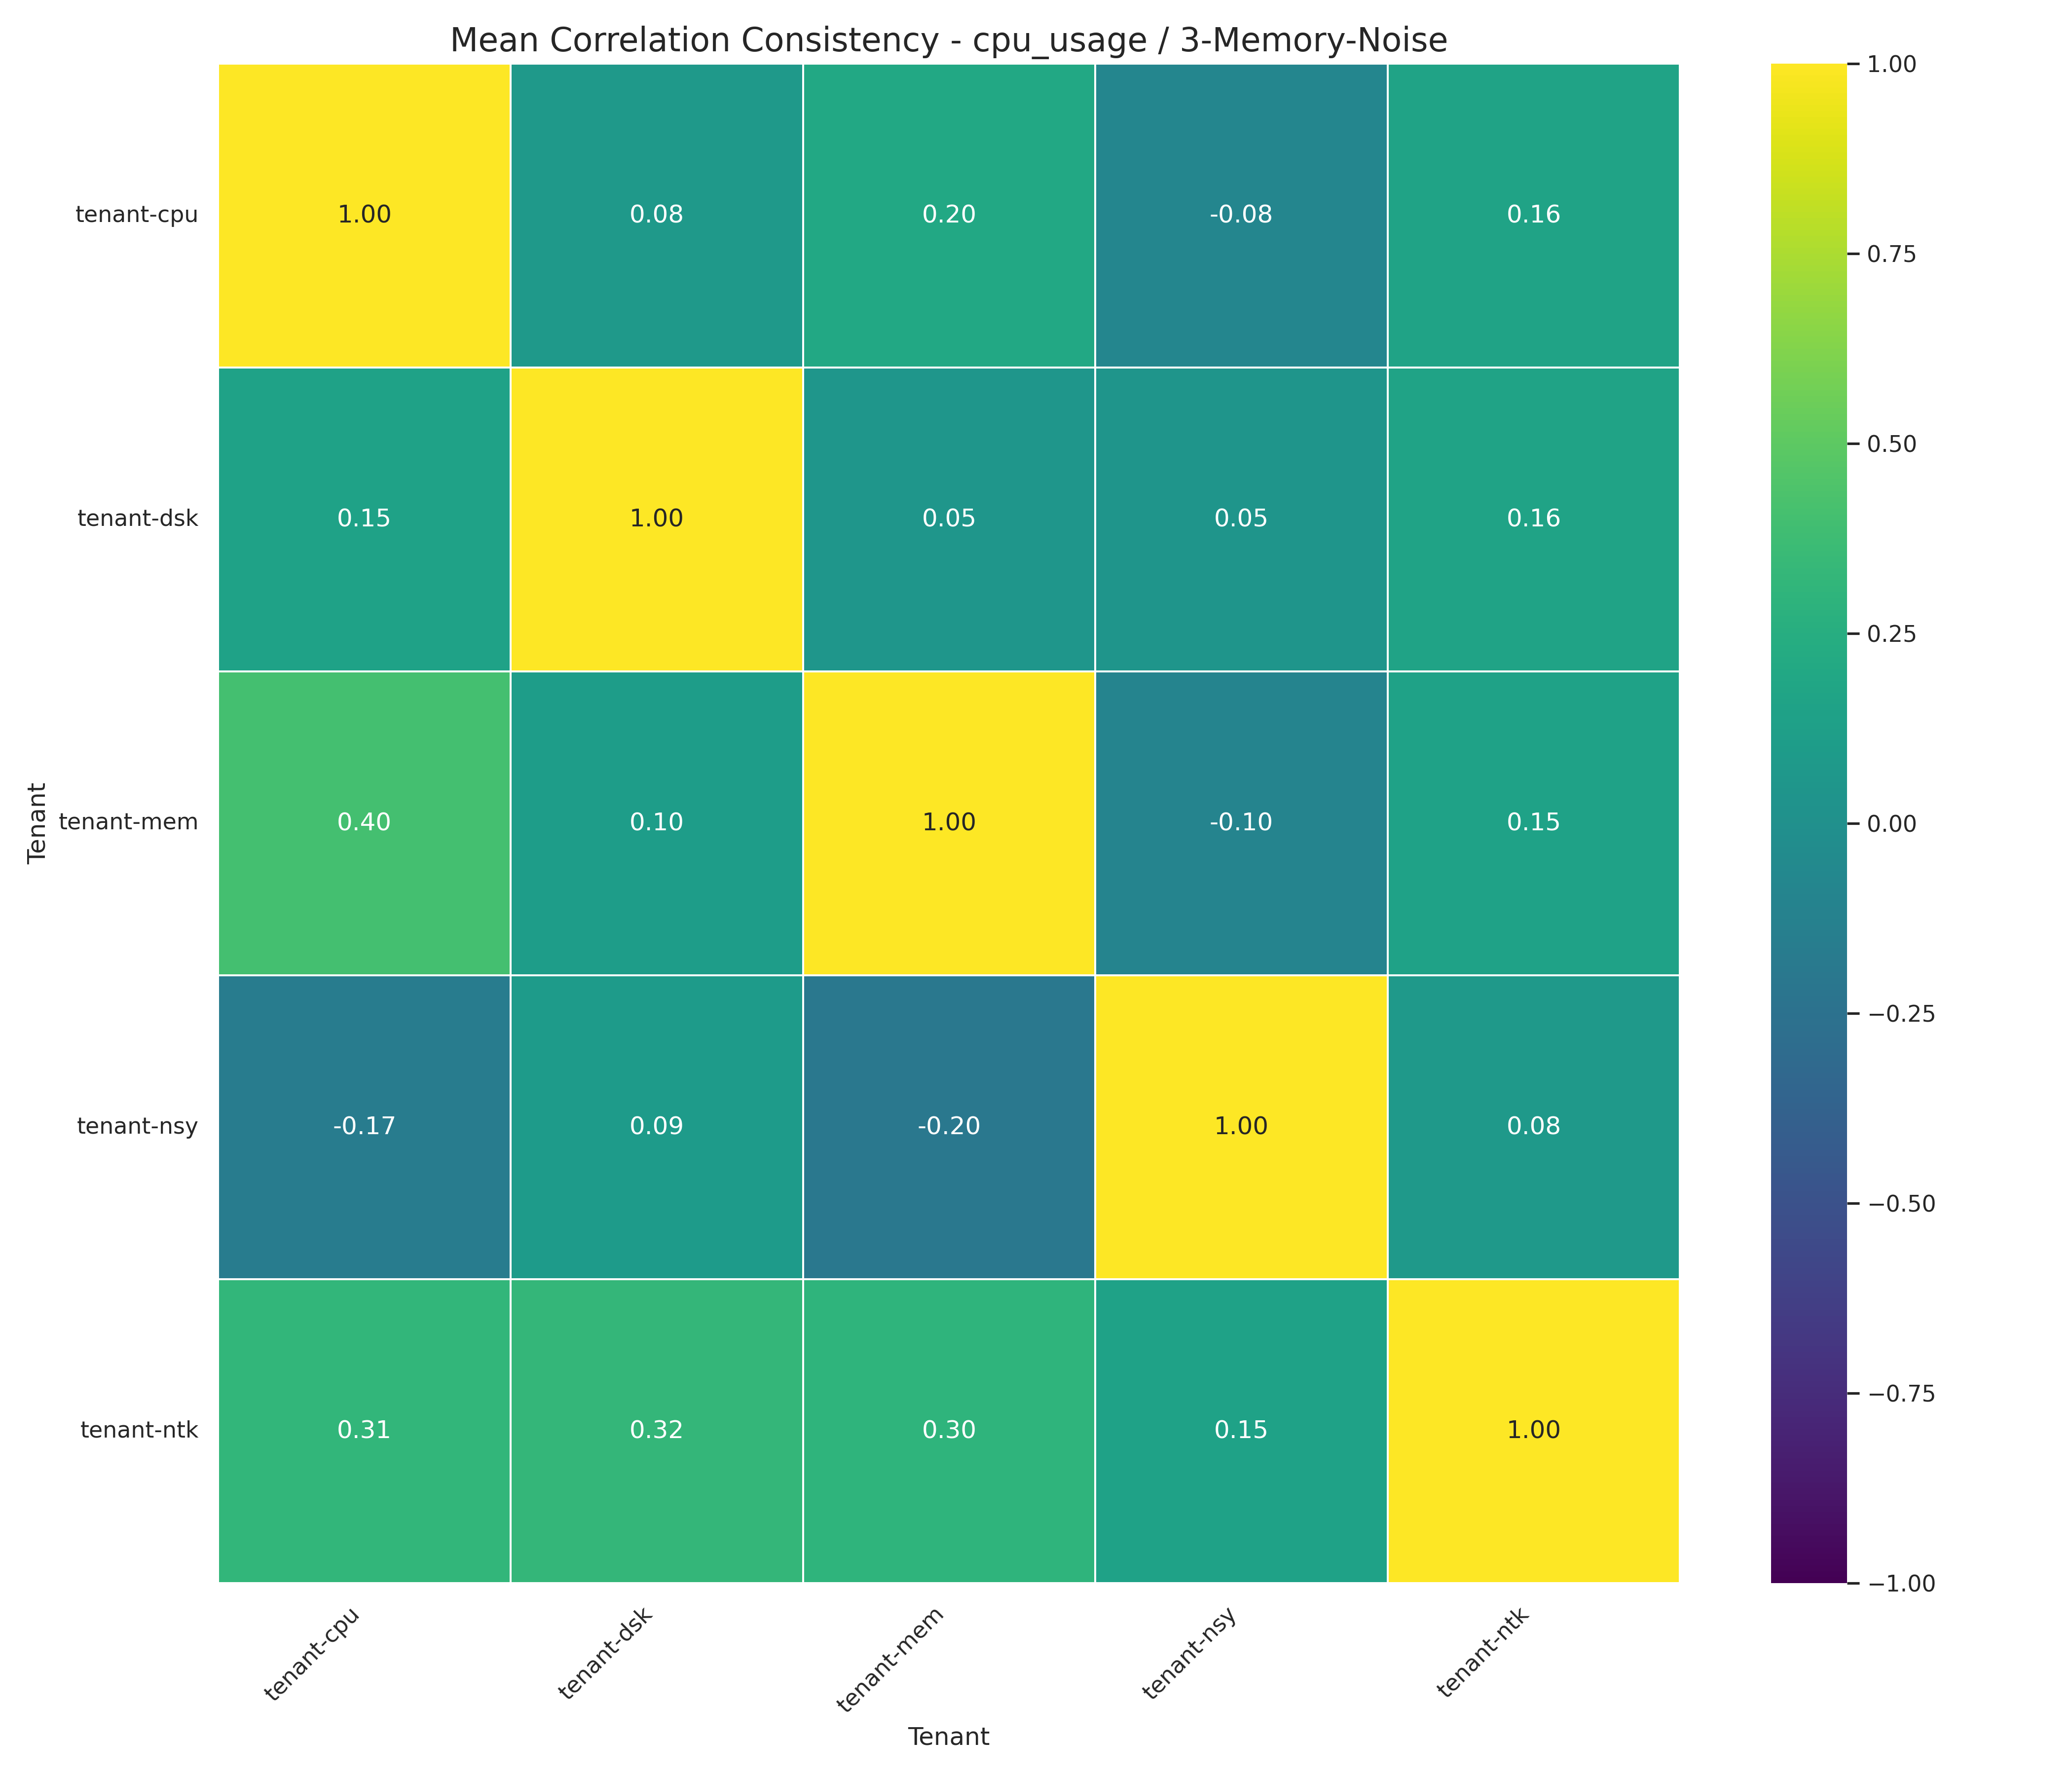 Mean Correlation Consistency - cpu_usage / 3-Memory-Noise
Tenant
tenant-cpu 1.00 0.08 0.20 -0.08 0.16
tenant-dsk 0.15 1.00 0.05 0.05 0.16
tenant-mem 0.40 0.10 1.00 -0.10 0.15
tenant-nsy -0.17 0.09 -0.20 1.00 0.08
tenant-ntk 0.31 0.32 0.30 0.15 1.00
tenant-cpu tenant-dsk tenant-mem tenant-nsy tenant-ntk
Tenant
1.00
0.75
0.50
0.25
0.00
−0.25
−0.50
−0.75
−1.00